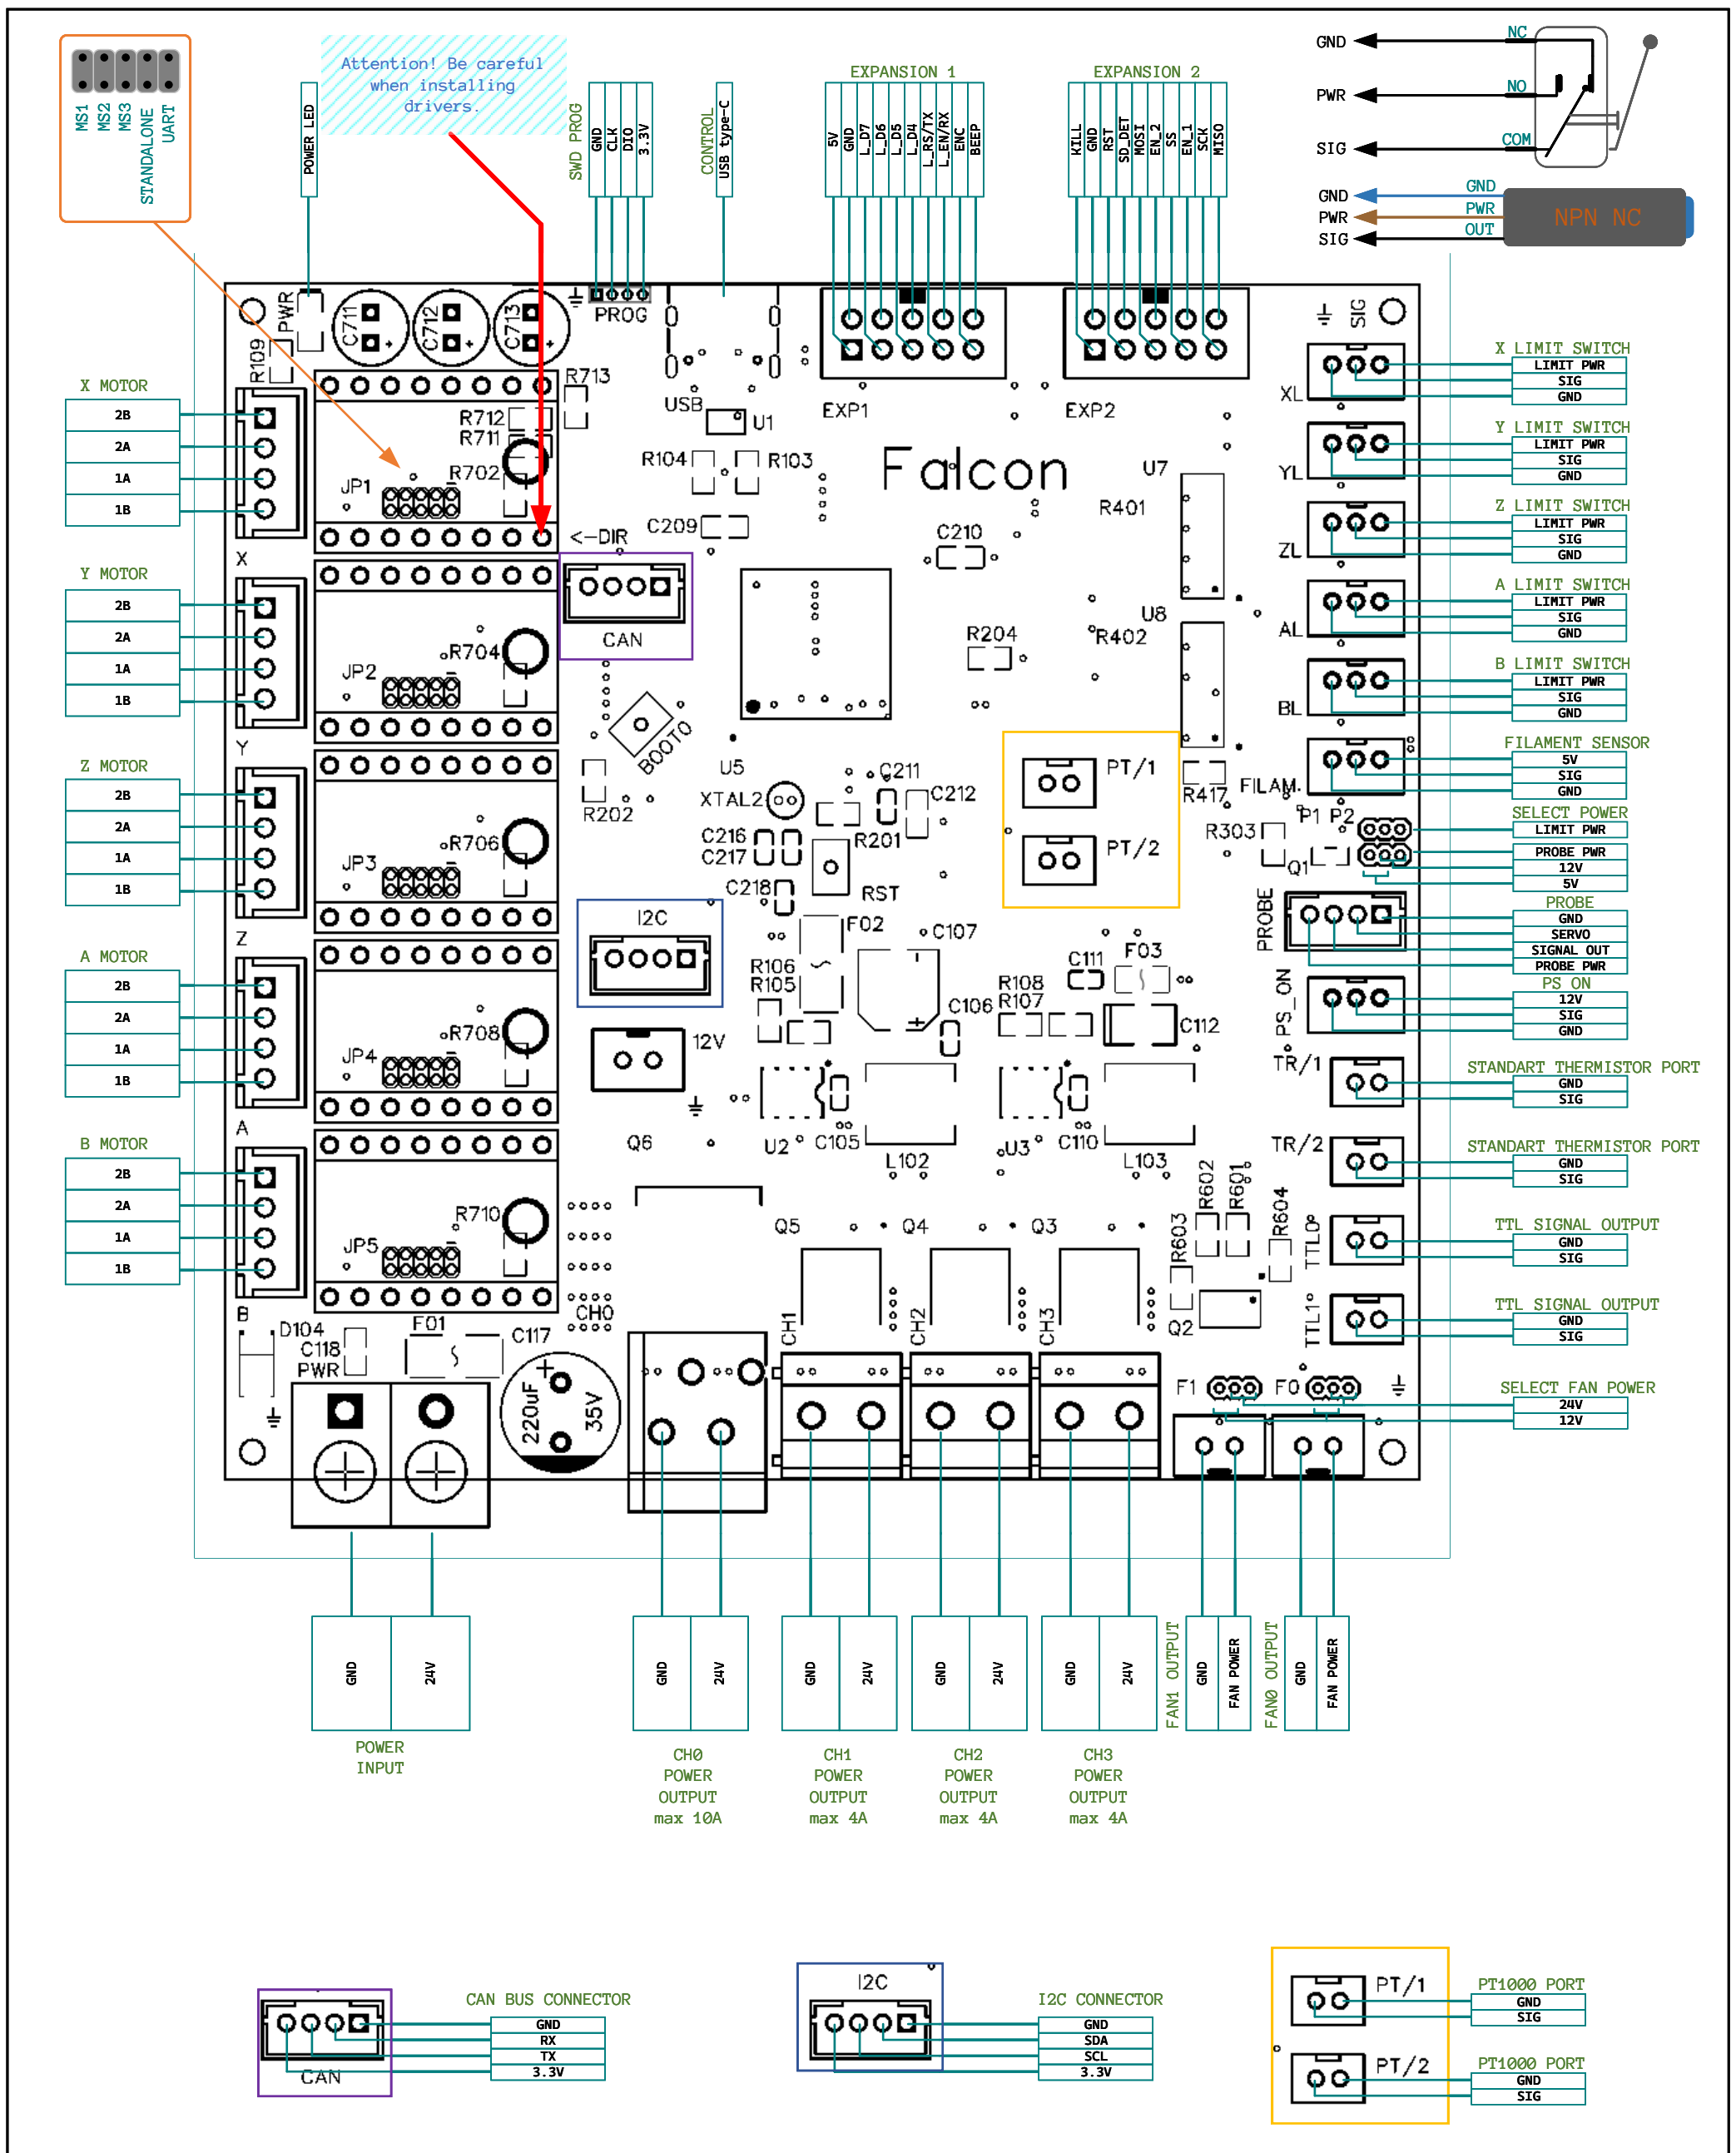 MS1
MS2
MS3
STANDALONE
UART
Attention! Be careful
when installing
drivers.
POWER LED
SWD PROG
GND
CLK
DIO
3.3V
CONTROL
USB type-C
EXPANSION 1
5V
GND
L_D7
L_D6
L_D5
L_D4
L_RS/TX
L_EN/RX
ENC
BEEP
EXPANSION 2
KILL
GND
RST
SD_DET
MOSI
EN_2
SS
EN_1
SCK
MISO
GND
NC
PWR
NO
SIG
COM
GND
GND
PWR
PWR
SIG
OUT
NPN NC
PWR
R109
C711
C712
C713
PROG
USB
U1
EXP1
EXP2
SIG
X MOTOR
2B
2A
1A
1B
X
Y MOTOR
2B
2A
1A
1B
Y
Z MOTOR
2B
2A
1A
1B
Z
A MOTOR
2B
2A
1A
1B
A
B MOTOR
2B
2A
1A
1B
B
R713
R712
R711
R702
JP1
<-DIR
R704
JP2
R706
JP3
R708
JP4
R710
JP5
R104
R103
Falcon
C209
C210
U7
R401
U8
R402
CAN
R204
BOOT0
R202
U5
XTAL2
C211
C212
C216
C217
R201
C218
RST
PT/1
PT/2
R417
FILAM.
P1 P2
R303
Q1
I2C
F02
C107
R106
R105
C106
C111
F03
R108
R107
C112
12V
U2
C105
L102
U3
C110
L103
Q6
Q5
Q4
Q3
R603
R602
R601
R604
Q2
CH0
CH1
CH2
CH3
D104
C118
PWR
F01
C117
+
220uF
35V
F1
F0
XL
X LIMIT SWITCH
LIMIT PWR
SIG
GND
YL
Y LIMIT SWITCH
LIMIT PWR
SIG
GND
ZL
Z LIMIT SWITCH
LIMIT PWR
SIG
GND
AL
A LIMIT SWITCH
LIMIT PWR
SIG
GND
BL
B LIMIT SWITCH
LIMIT PWR
SIG
GND
FILAMENT SENSOR
5V
SIG
GND
SELECT POWER
LIMIT PWR
PROBE PWR
12V
5V
PROBE
PROBE
GND
SERVO
SIGNAL OUT
PROBE PWR
PS_ON
PS ON
12V
SIG
GND
TR/1
STANDART THERMISTOR PORT
GND
SIG
TR/2
STANDART THERMISTOR PORT
GND
SIG
TTL0
TTL SIGNAL OUTPUT
GND
SIG
TTL1
TTL SIGNAL OUTPUT
GND
SIG
SELECT FAN POWER
24V
12V
GND
24V
POWER
INPUT
GND
24V
CH0
POWER
OUTPUT
max 10A
GND
24V
CH1
POWER
OUTPUT
max 4A
GND
24V
CH2
POWER
OUTPUT
max 4A
GND
24V
CH3
POWER
OUTPUT
max 4A
FAN1 OUTPUT
GND
FAN POWER
FAN0 OUTPUT
GND
FAN POWER
CAN
CAN BUS CONNECTOR
GND
RX
TX
3.3V
I2C
I2C CONNECTOR
GND
SDA
SCL
3.3V
PT/1
PT1000 PORT
GND
SIG
PT/2
PT1000 PORT
GND
SIG